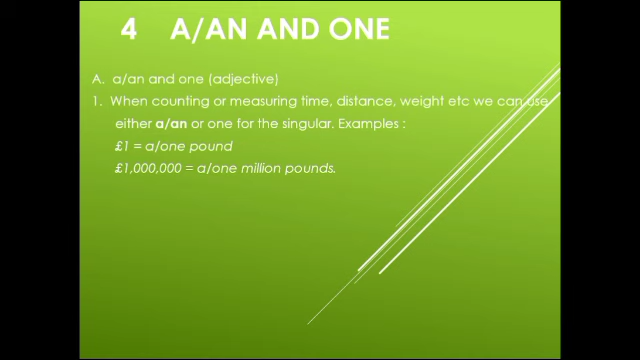 4 A/AN AND ONE
A. a/an and one (adjective)
1. When counting or measuring time, distance, weight etc we can use
either a/an or one for the singular. Examples :
£1 = a/one pound
£1,000,000 = a/one million pounds.